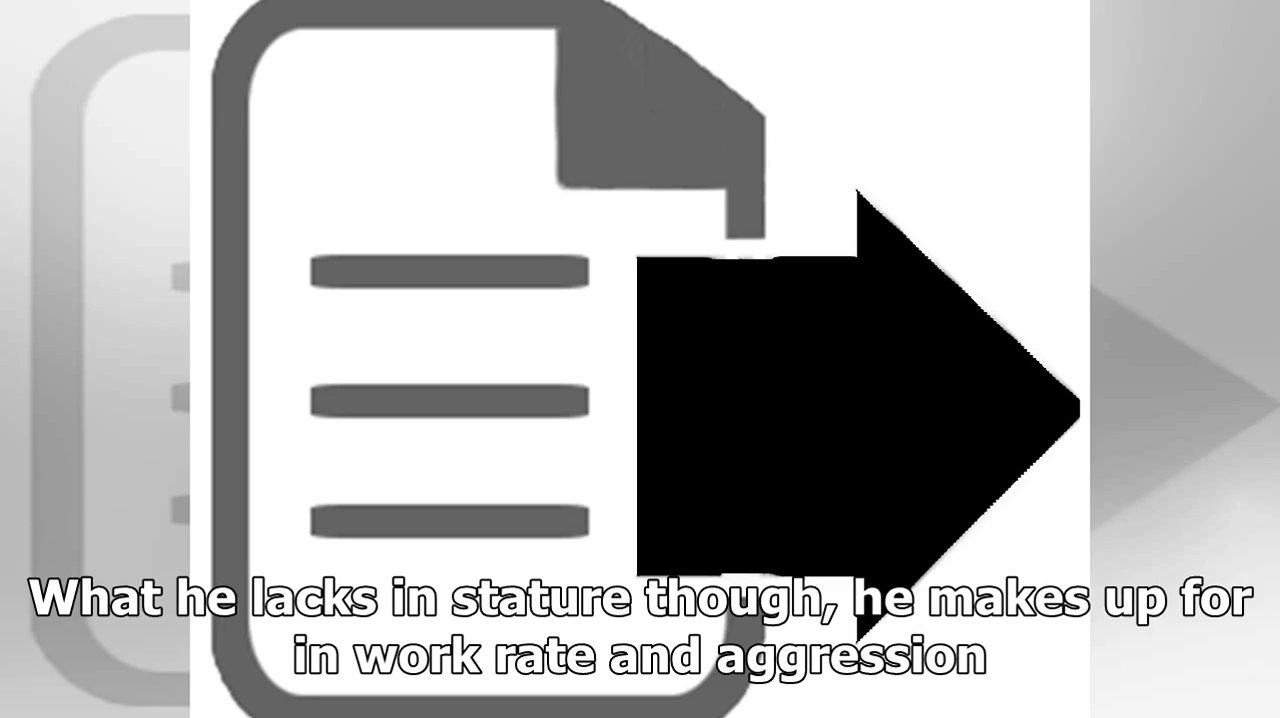 What he lacks in stature though, he makes up for
in work rate and aggression